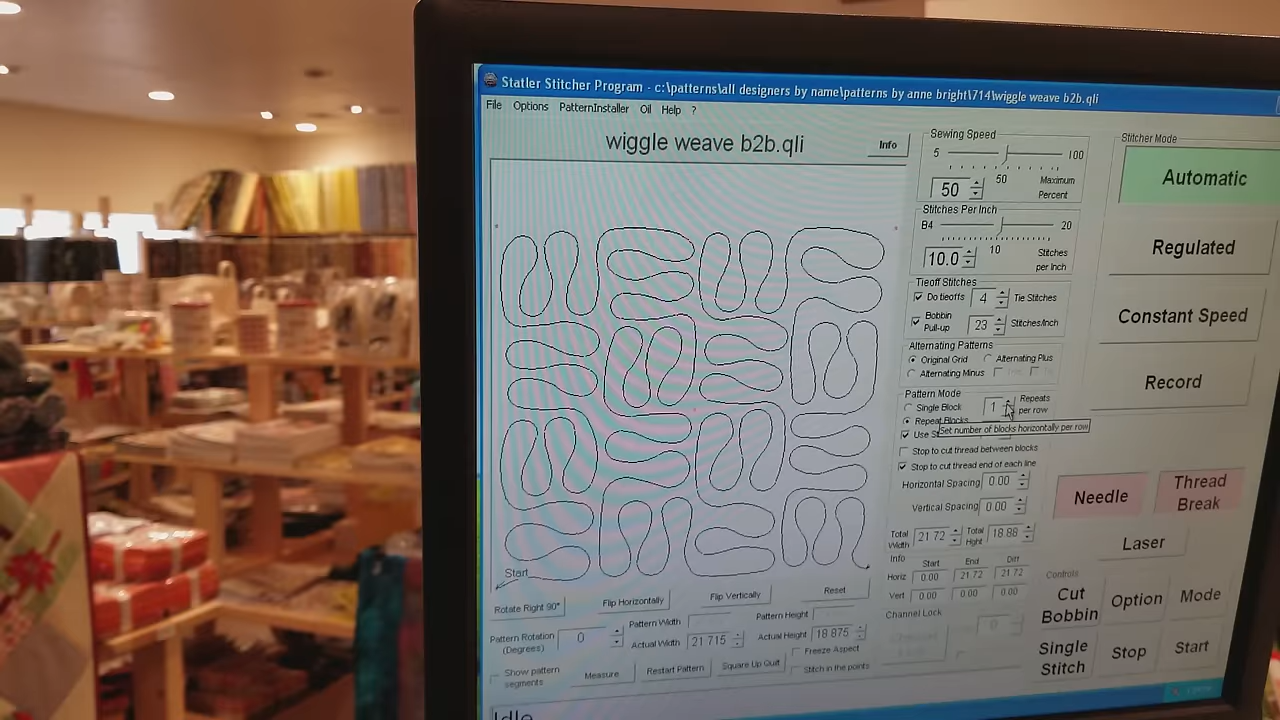 Statler Stitcher Program - c:\patterns\all designers by name\patterns by anne bright\714\wiggle weave b2b.qli
File Options PatternInstaller Oil Help ?
wiggle weave b2b.qli
Info
Start
Rotate Right 90°
Flip Horizontally
Flip Vertically
Reset
Pattern Rotation (Degrees)
0
Pattern Width
Pattern Height
Actual Width 21.715
Actual Height 18.875
Freeze Aspect
Show pattern segments
Measure
Restart Pattern
Square Up Quilt
Stitch in the points
Idle
Sewing Speed
5 100
50
50
Maximum Percent
Stitches Per Inch
B4 20
10.0
10
Stitches per Inch
Tieoff Stitches
Do tieoffs 4 Tie Stitches
Bobbin Pull-up 23 Stitches/Inch
Alternating Patterns
Original Grid Alternating Plus
Alternating Minus
Pattern Mode
Single Block 1 Repeats per row
Repeat Blocks
Set number of blocks horizontally per row
Stop to cut thread between blocks
Stop to cut thread end of each line
Horizontal Spacing 0.00
Vertical Spacing 0.00
Total Width 21.72 Total Hght 18.88
Info Start End Diff
Horiz 0.00 21.72 21.72
Vert 0.00 0.00 0.00
Channel Lock
0
Stitcher Mode
Automatic
Regulated
Constant Speed
Record
Needle
Thread Break
Laser
Controls
Cut Bobbin
Option
Mode
Single Stitch
Stop
Start